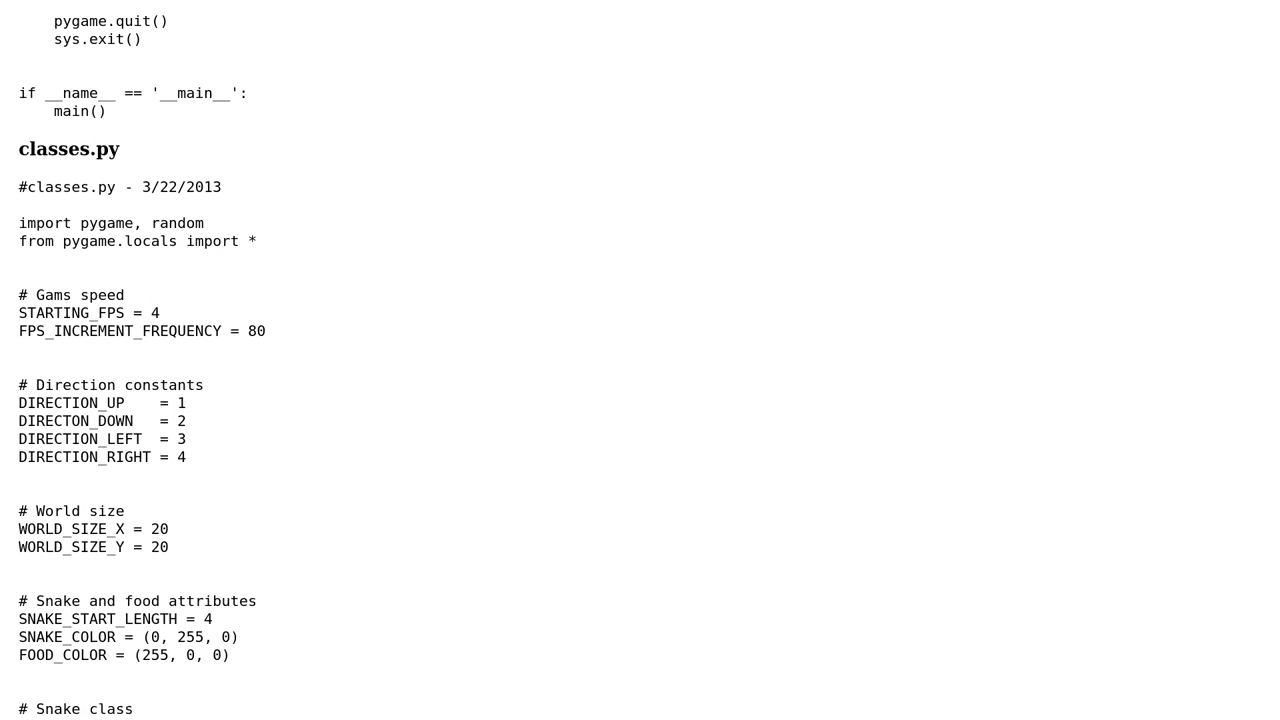 pygame.quit()
    sys.exit()
if __name__ == '__main__':
    main()
classes.py
#classes.py - 3/22/2013
import pygame, random
from pygame.locals import *
# Gams speed
STARTING_FPS = 4
FPS_INCREMENT_FREQUENCY = 80
# Direction constants
DIRECTION_UP    = 1
DIRECTON_DOWN   = 2
DIRECTION_LEFT  = 3
DIRECTION_RIGHT = 4
# World size
WORLD_SIZE_X = 20
WORLD_SIZE_Y = 20
# Snake and food attributes
SNAKE_START_LENGTH = 4
SNAKE_COLOR = (0, 255, 0)
FOOD_COLOR = (255, 0, 0)
# Snake class